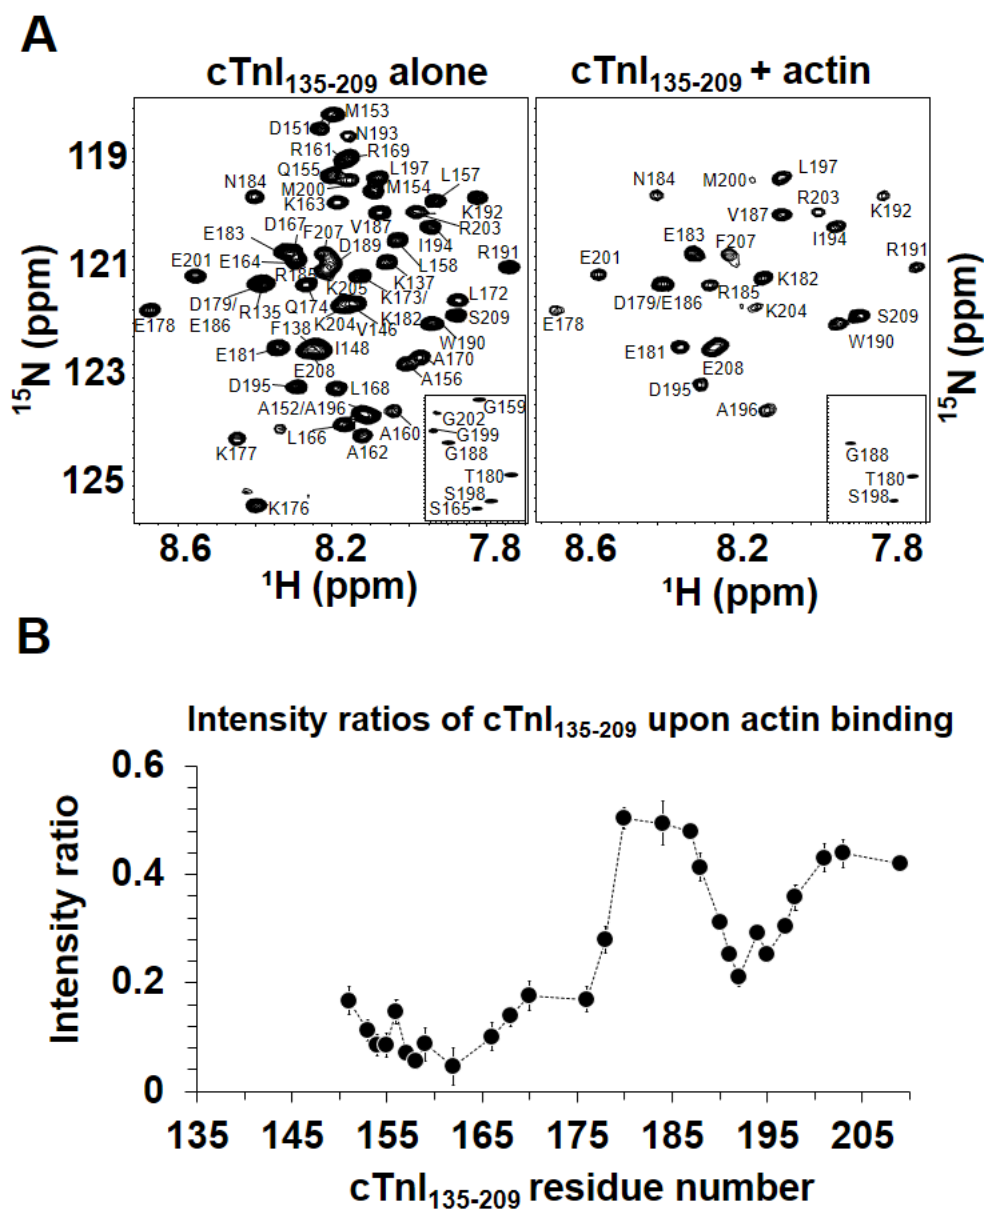 A
cTnI135-209 alone
cTnI135-209 + actin
M153
D151
N193
R161
R169
Q155
L197
L157
M200
M154
N184
K163
K192
D167
V187
R203
E183
F207
D189
I194
E164
L158
R191
E201
R185
K205
K137
D179/
E186
R135
Q174
K173/
K182
L172
E178
K204
V146
S209
F138
I148
W190
E181
E208
A170
A156
D195
L168
A152/A196
A160
L166
A162
K177
K176
G159
G202
G199
G188
T180
S198
S165
L197
M200
N184
R203
K192
V187
I194
E183
F207
R191
E201
K182
D179/E186
R185
K204
E178
S209
W190
E181
E208
D195
A196
G188
T180
S198
119
121
123
125
15N (ppm)
15N (ppm)
8.6 8.2 7.8
8.6 8.2 7.8
1H (ppm)
1H (ppm)
B
Intensity ratios of cTnI135-209 upon actin binding
0.6
0.4
0.2
0
Intensity ratio
135 145 155 165 175 185 195 205
cTnI135-209 residue number